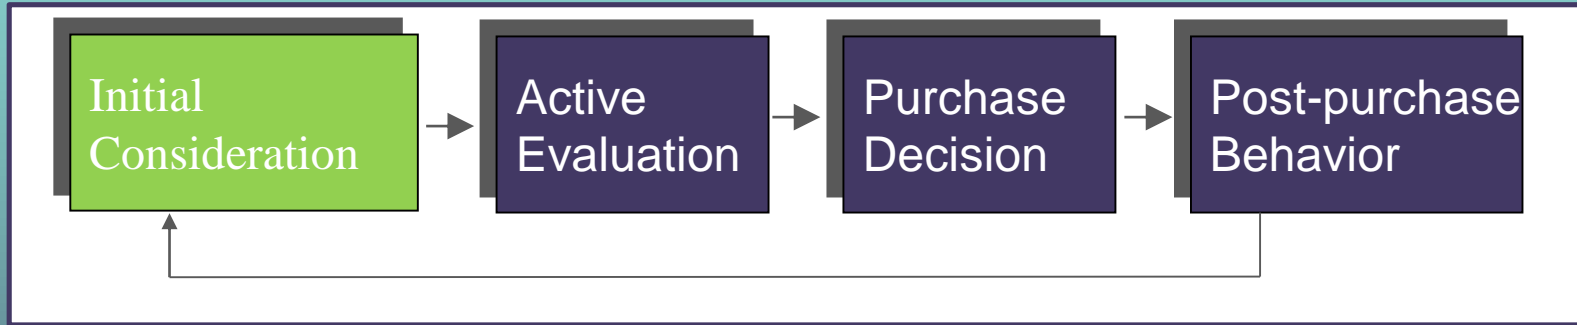 Initial
Consideration
Active
Evaluation
Purchase
Decision
Post-purchase
Behavior